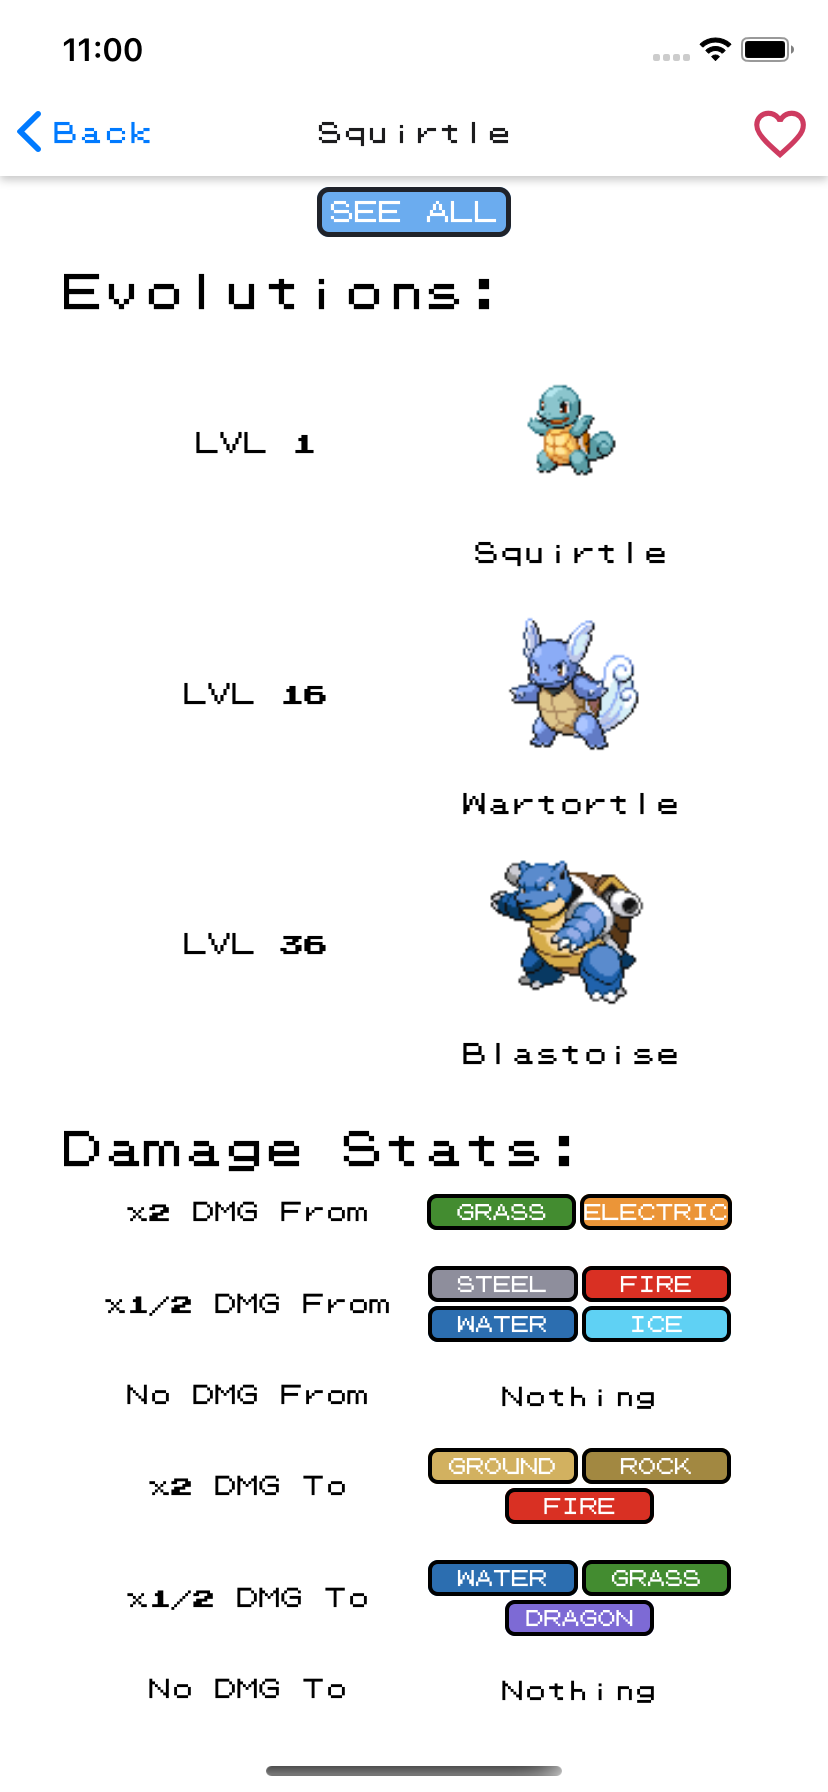 11:00
Back Squirtle
SEE ALL
Evolutions:
LVL 1
Squirtle
LVL 16
Wartortle
LVL 36
Blastoise
Damage Stats:
x2 DMG From GRASS ELECTRIC
x1/2 DMG From STEEL FIRE
WATER ICE
No DMG From Nothing
x2 DMG To GROUND ROCK
FIRE
x1/2 DMG To WATER GRASS
DRAGON
No DMG To Nothing